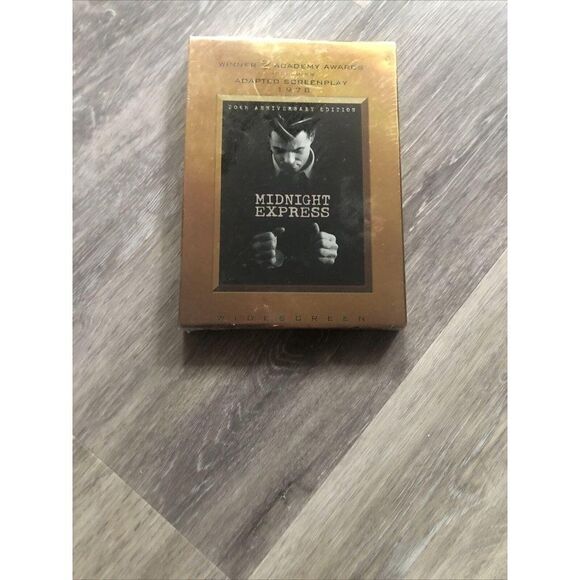 WINNER 2 ACADEMY AWARDS
ADAPTED SCREENPLAY
1978
20TH ANNIVERSARY EDITION
MIDNIGHT
EXPRESS
WIDESCREEN